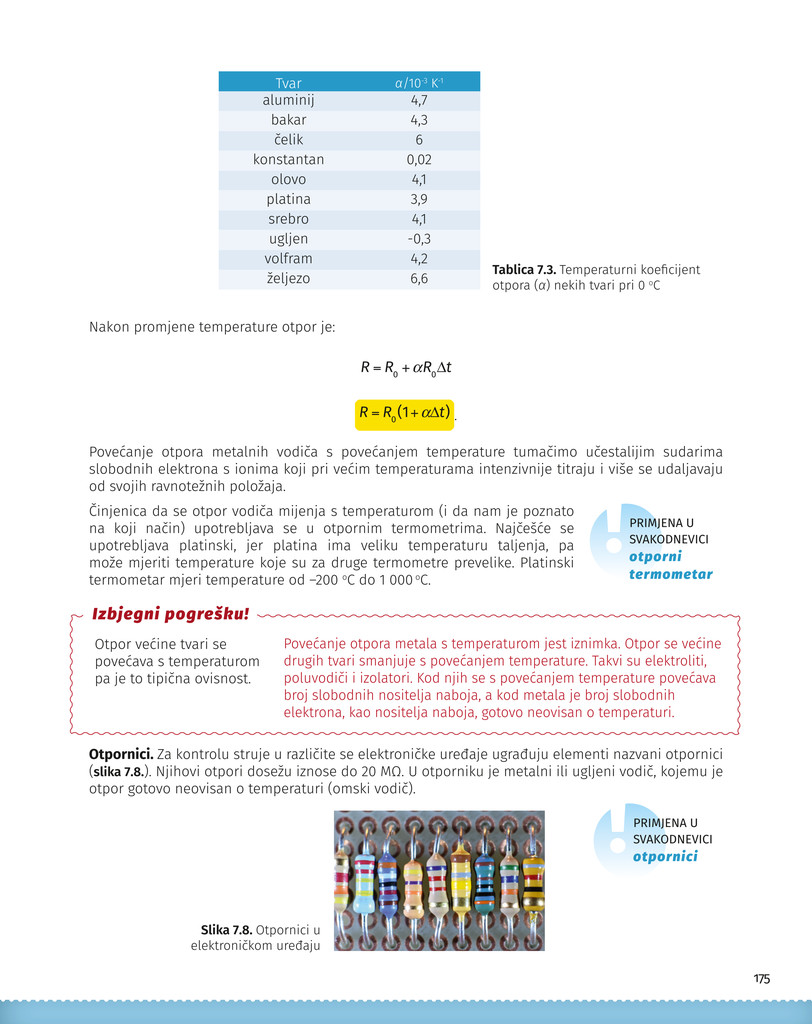 Tvar α/10⁻³ K⁻¹
aluminij 4,7
bakar 4,3
čelik 6
konstantan 0,02
olovo 4,1
platina 3,9
srebro 4,1
ugljen -0,3
volfram 4,2
željezo 6,6
Tablica 7.3. Temperaturni koeficijent
otpora (α) nekih tvari pri 0 °C
Nakon promjene temperature otpor je:
R = R₀ + αR₀Δt
R = R₀(1+ αΔt) .
Povećanje otpora metalnih vodiča s povećanjem temperature tumačimo učestalijim sudarima
slobodnih elektrona s ionima koji pri većim temperaturama intenzivnije titraju i više se udaljavaju
od svojih ravnotežnih položaja.
Činjenica da se otpor vodiča mijenja s temperaturom (i da nam je poznato
na koji način) upotrebljava se u otpornim termometrima. Najčešće se
upotrebljava platinski, jer platina ima veliku temperaturu taljenja, pa
može mjeriti temperature koje su za druge termometre prevelike. Platinski
termometar mjeri temperature od –200 °C do 1 000 °C.
!
PRIMJENA U
SVAKODNEVICI
otporni
termometar
Izbjegni pogrešku!
Otpor većine tvari se
povećava s temperaturom
pa je to tipična ovisnost.
Povećanje otpora metala s temperaturom jest iznimka. Otpor se većine
drugih tvari smanjuje s povećanjem temperature. Takvi su elektroliti,
poluvodiči i izolatori. Kod njih se s povećanjem temperature povećava
broj slobodnih nositelja naboja, a kod metala je broj slobodnih
elektrona, kao nositelja naboja, gotovo neovisan o temperaturi.
Otpornici. Za kontrolu struje u različite se elektroničke uređaje ugrađuju elementi nazvani otpornici
(slika 7.8.). Njihovi otpori dosežu iznose do 20 MΩ. U otporniku je metalni ili ugljeni vodič, kojemu je
otpor gotovo neovisan o temperaturi (omski vodič).
!
PRIMJENA U
SVAKODNEVICI
otpornici
Slika 7.8. Otpornici u
elektroničkom uređaju
175